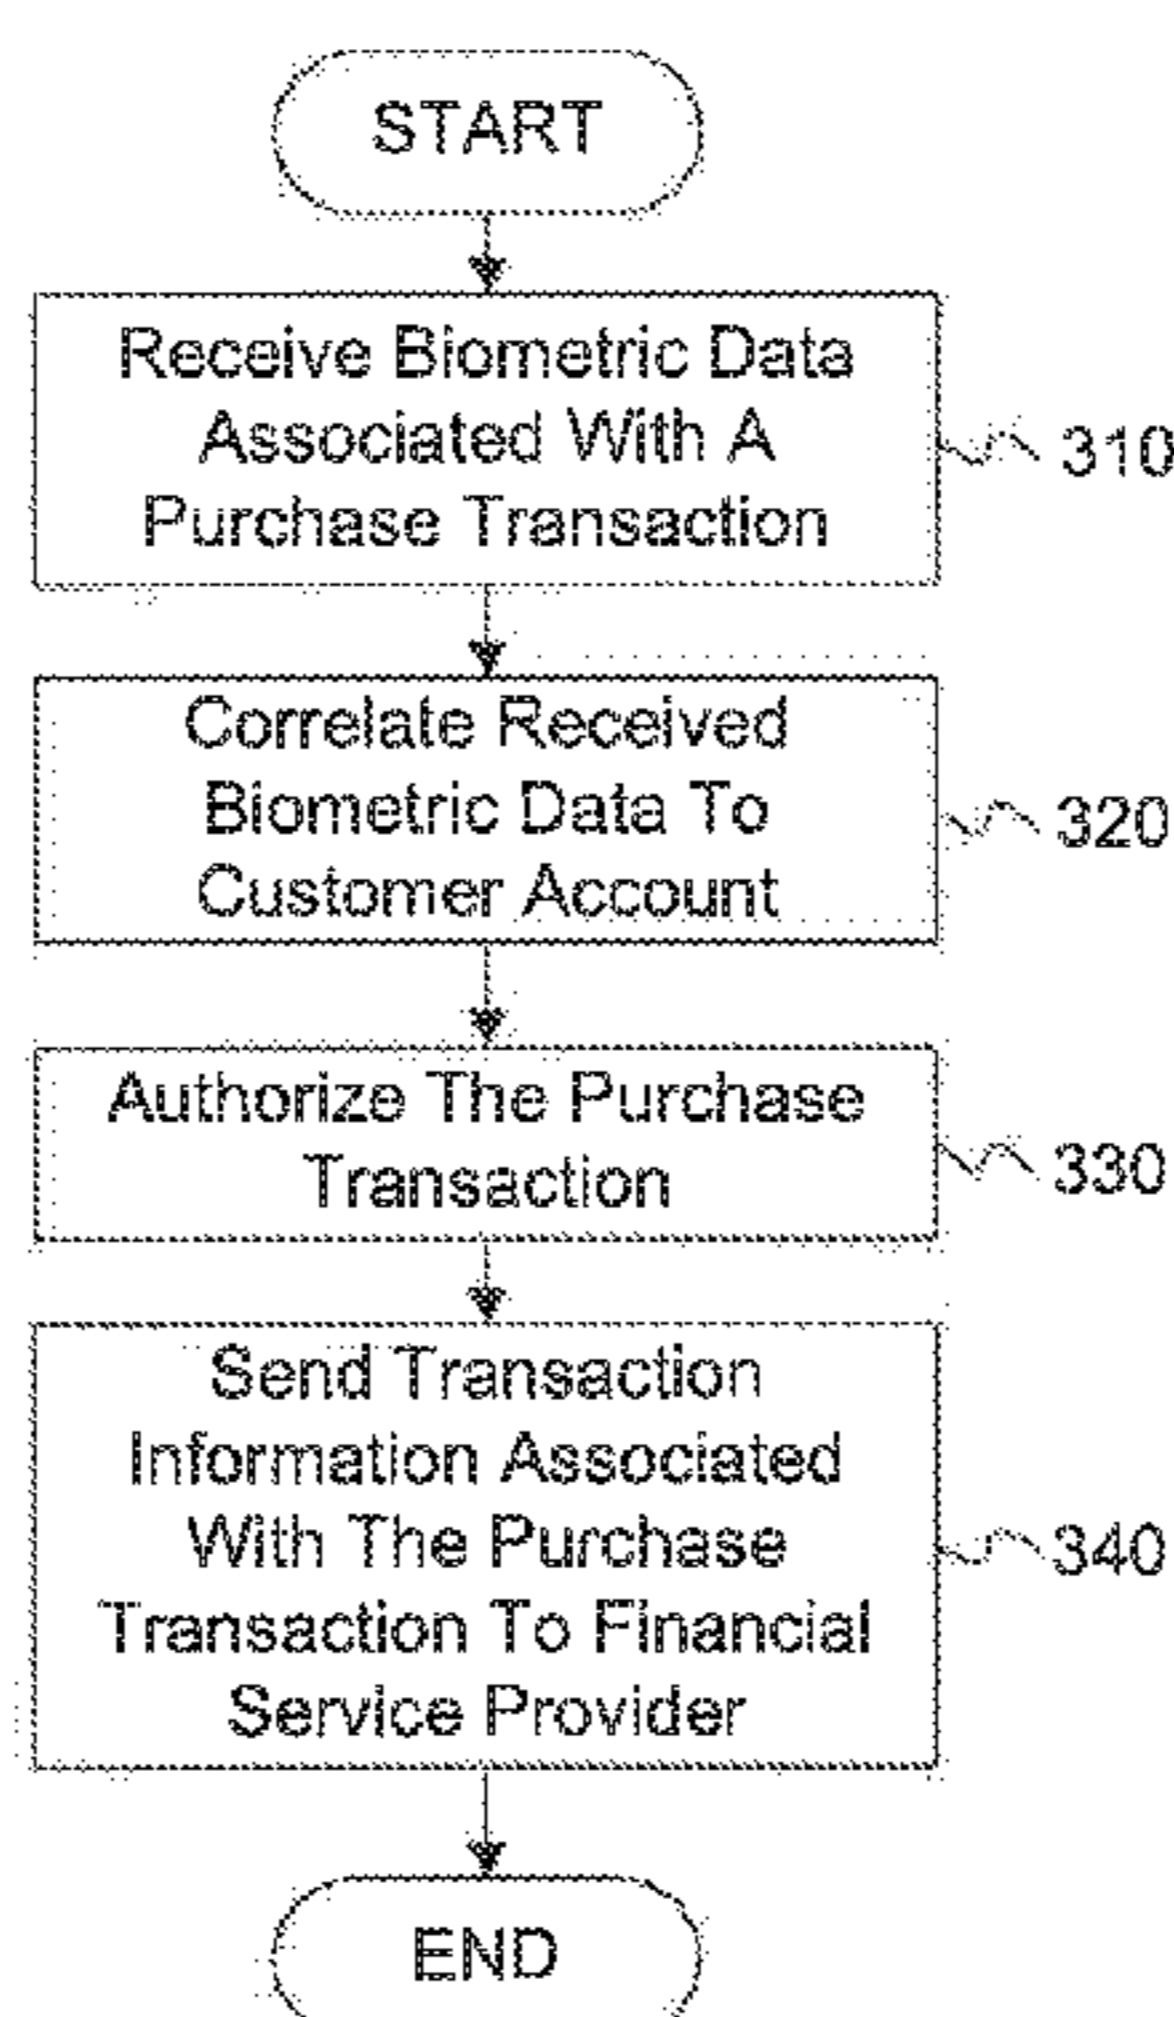 START
Receive Biometric Data
Associated With A
Purchase Transaction
310
Correlate Received
Biometric Data To
Customer Account
320
Authorize The Purchase
Transaction
330
Send Transaction
Information Associated
With The Purchase
Transaction To Financial
Service Provider
340
END